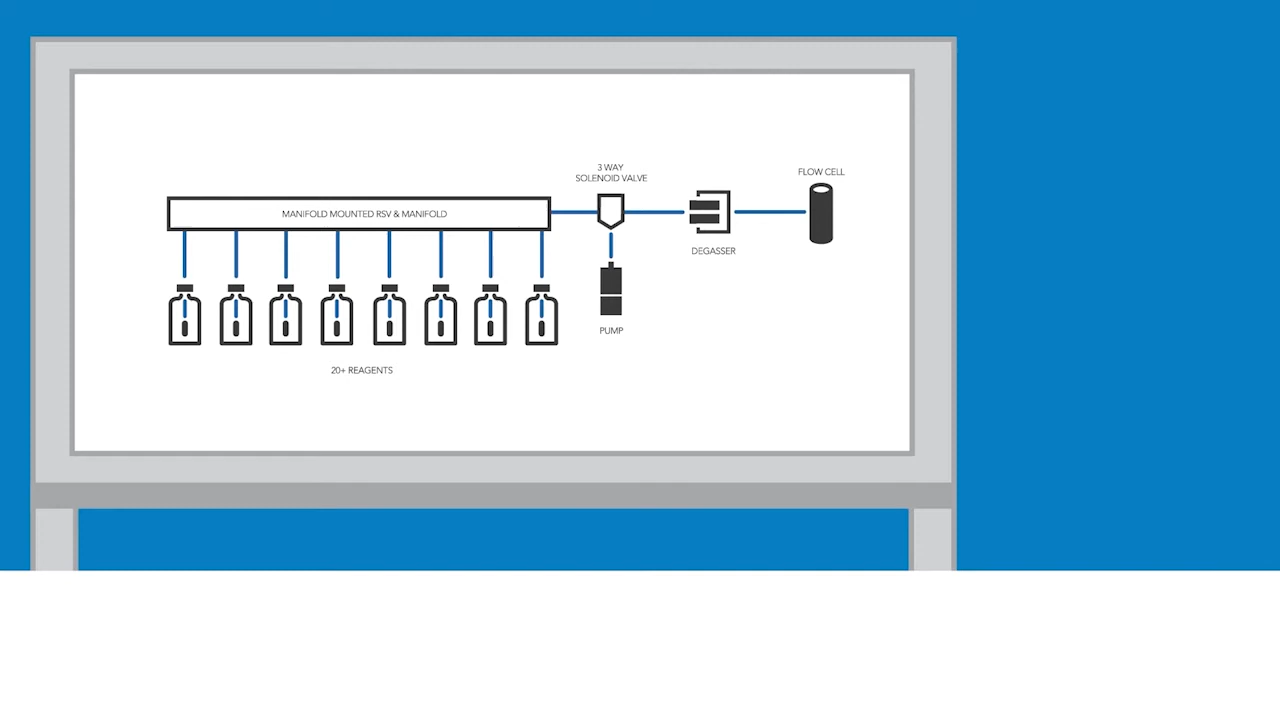 3 WAY
SOLENOID VALVE
FLOW CELL
MANIFOLD MOUNTED RSV & MANIFOLD
DEGASSER
PUMP
20+ REAGENTS